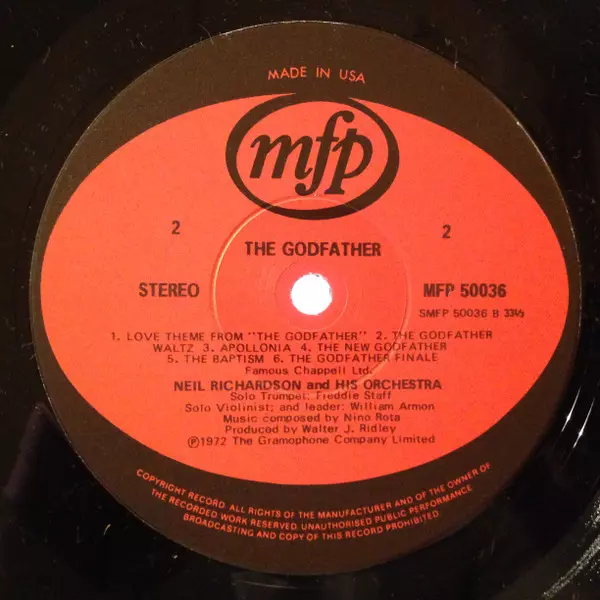 MADE IN USA
mfp
2
2
THE GODFATHER
STEREO
MFP 50036
SMFP 50036 B 33⅓
1. LOVE THEME FROM "THE GODFATHER" 2. THE GODFATHER
WALTZ 3. APOLLONIA 4. THE NEW GODFATHER
5. THE BAPTISM 6. THE GODFATHER FINALE
Famous Chappell Ltd.
NEIL RICHARDSON and HIS ORCHESTRA
Solo Trumpet: Freddie Staff
Solo Violinist; and leader: William Armon
Music composed by Nino Rota
Produced by Walter J. Ridley
℗1972 The Gramophone Company Limited
COPYRIGHT RECORD. ALL RIGHTS OF THE MANUFACTURER AND OF THE OWNER OF
THE RECORDED WORK RESERVED. UNAUTHORISED PUBLIC PERFORMANCE
BROADCASTING AND COPY OF THIS RECORD PROHIBITED.